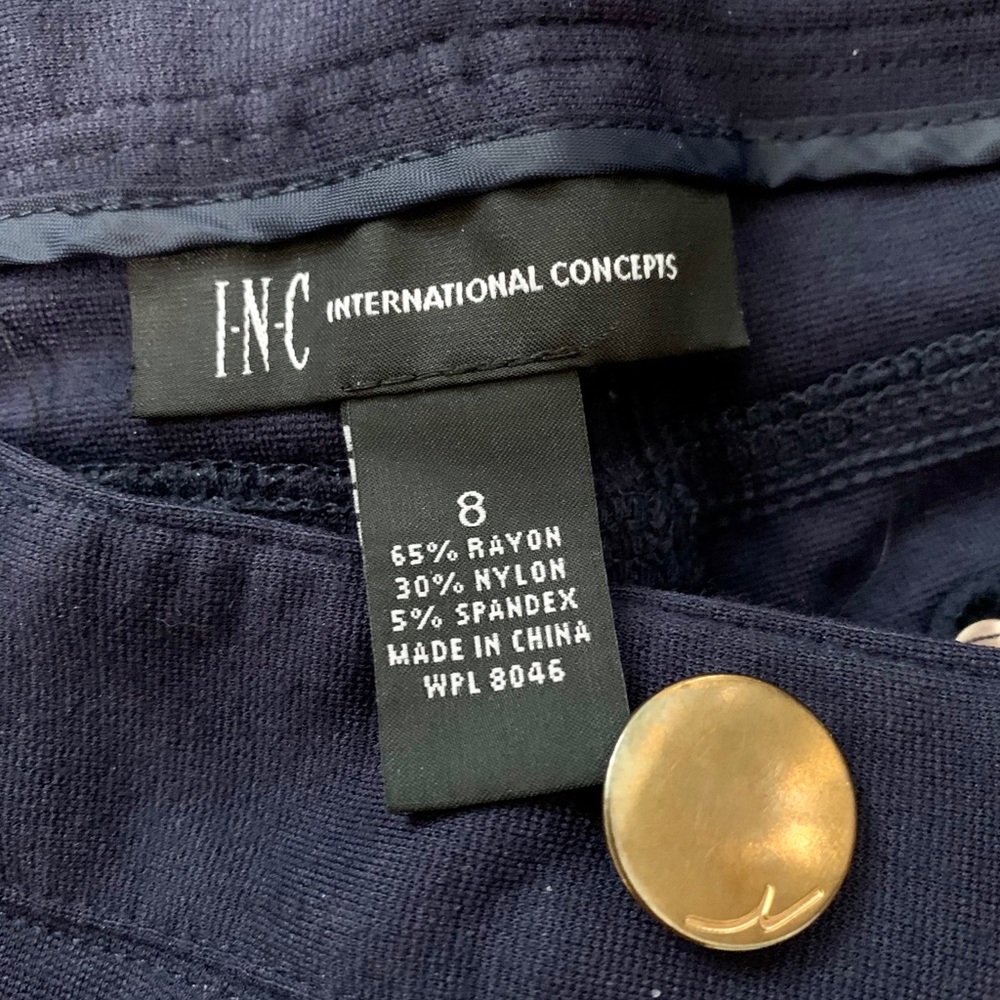 I·N·C INTERNATIONAL CONCEPTS
8
65% RAYON
30% NYLON
5% SPANDEX
MADE IN CHINA
WPL 8046